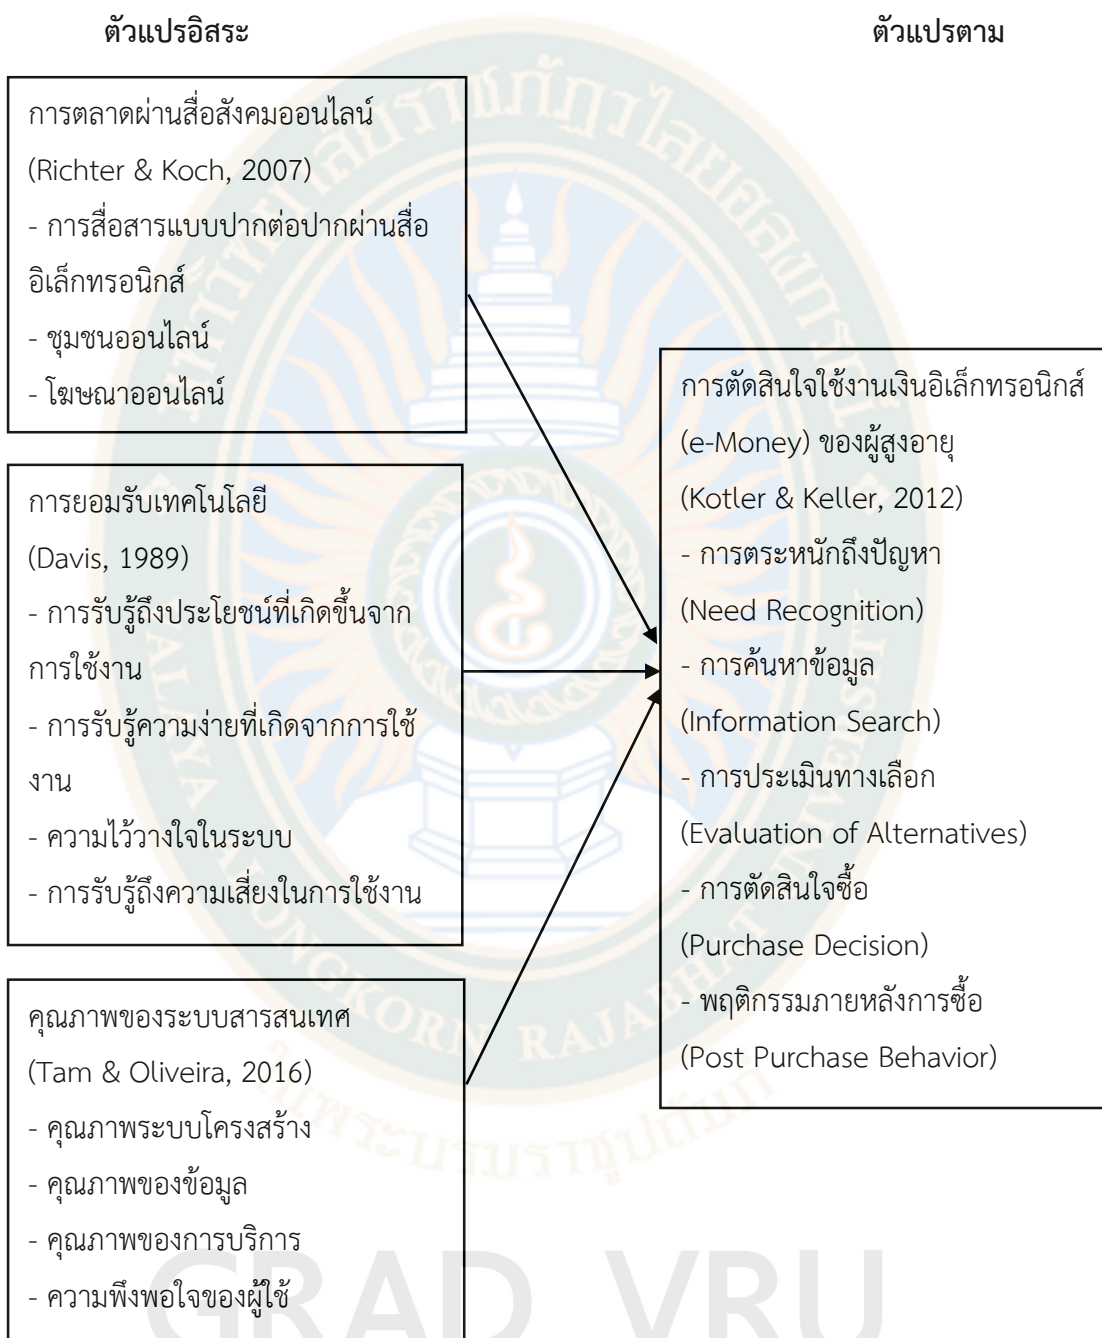 ตัวแปรอิสระ
ตัวแปรตาม
การตลาดผ่านสื่อสังคมออนไลน์
(Richter & Koch, 2007)
- การสื่อสารแบบปากต่อปากผ่านสื่อ
อิเล็กทรอนิกส์
- ชุมชนออนไลน์
- โฆษณาออนไลน์
การยอมรับเทคโนโลยี
(Davis, 1989)
- การรับรู้ถึงประโยชน์ที่เกิดขึ้นจาก
การใช้งาน
- การรับรู้ความง่ายที่เกิดจากการใช้
งาน
- ความไว้วางใจในระบบ
- การรับรู้ถึงความเสี่ยงในการใช้งาน
คุณภาพของระบบสารสนเทศ
(Tam & Oliveira, 2016)
- คุณภาพระบบโครงสร้าง
- คุณภาพของข้อมูล
- คุณภาพของการบริการ
- ความพึงพอใจของผู้ใช้
การตัดสินใจใช้งานเงินอิเล็กทรอนิกส์
(e-Money) ของผู้สูงอายุ
(Kotler & Keller, 2012)
- การตระหนักถึงปัญหา
(Need Recognition)
- การค้นหาข้อมูล
(Information Search)
- การประเมินทางเลือก
(Evaluation of Alternatives)
- การตัดสินใจซื้อ
(Purchase Decision)
- พฤติกรรมภายหลังการซื้อ
(Post Purchase Behavior)
ในพระบรมราชูปถัมภ์
GRAD VRU